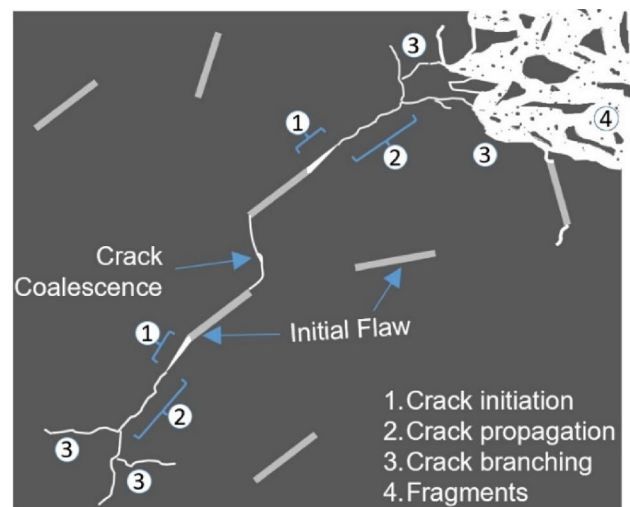 3
4
1
2
3
Crack
Coalescence
Initial Flaw
1
2
3
3
1.Crack initiation
2.Crack propagation
3.Crack branching
4.Fragments